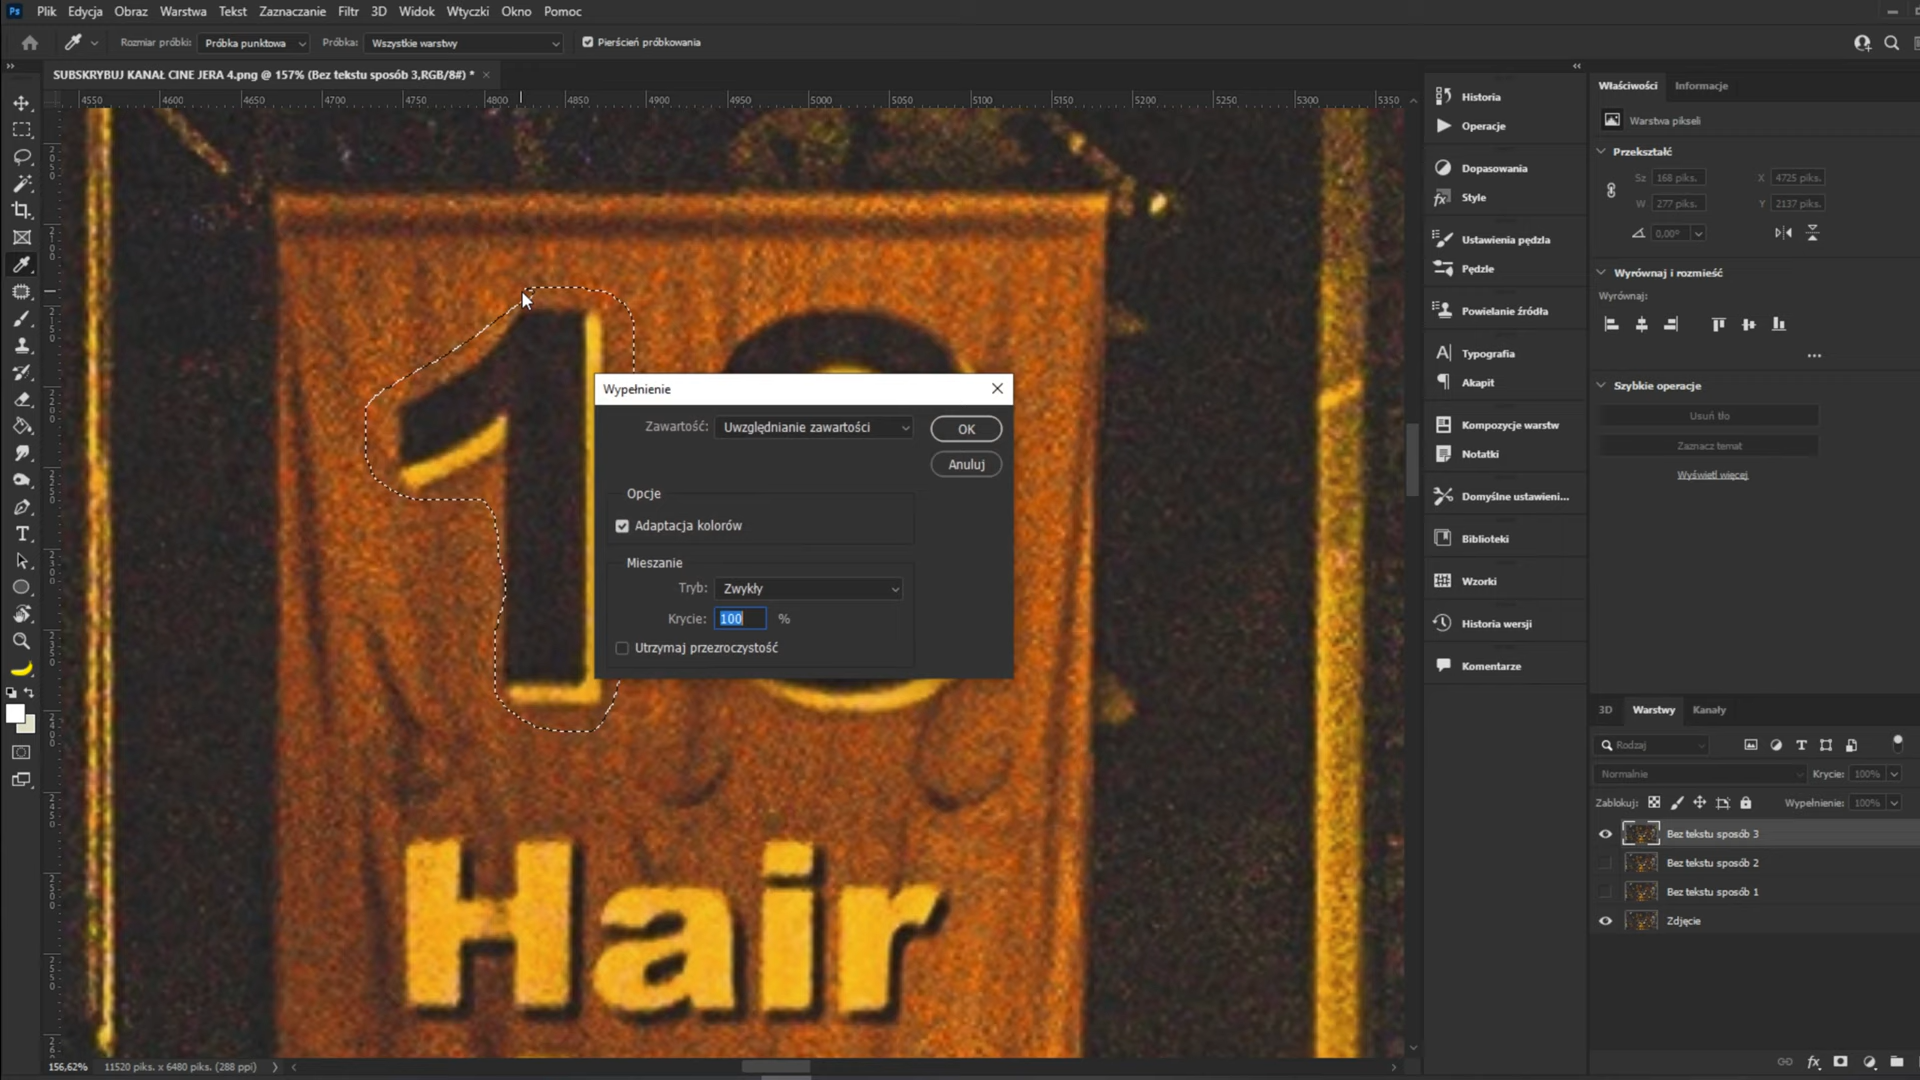 Ps Plik Edycja Obraz Warstwa Tekst Zaznaczanie Filtr 3D Widok Wtyczki Okno Pomoc
Rozmiar próbki: Próbka punktowa Próbka: Wszystkie warstwy Pierścień próbkowania
SUBSKRYBUJ KANAŁ CINE JERA 4.png @ 157% (Bez tekstu sposób 3,RGB/8#) *
4550 4600 4650 4700 4750 4800 4850 4900 4950 5000 5050 5100 5150 5200 5250 5300 5350
Historia
Operacje
Dopasowania
Style
Ustawienia pędzla
Pędzle
Powielanie źródła
Typografia
Akapit
Kompozycje warstw
Notatki
Domyślne ustawieni...
Biblioteki
Wzorki
Historia wersji
Komentarze
Właściwości Informacje
Warstwa pikseli
Przekształć
Sz 168 piks. X 4725 piks.
W 277 piks. Y 2137 piks.
0,00°
Wyrównaj i rozmieść
Wyrównaj:
Szybkie operacje
Usuń tło
Zaznacz temat
Wyświetl więcej
Wypełnienie
Zawartość: Uwzględnianie zawartości OK
Anuluj
Opcje
Adaptacja kolorów
Mieszanie
Tryb: Zwykły
Krycie: 100 %
Utrzymaj przezroczystość
1
Hair
3D Warstwy Kanały
Rodzaj
Normalnie Krycie: 100%
Zablokuj: Wypełnienie: 100%
Bez tekstu sposób 3
Bez tekstu sposób 2
Bez tekstu sposób 1
Zdjęcie
156,62% 11520 piks. x 6480 piks. (288 ppi)